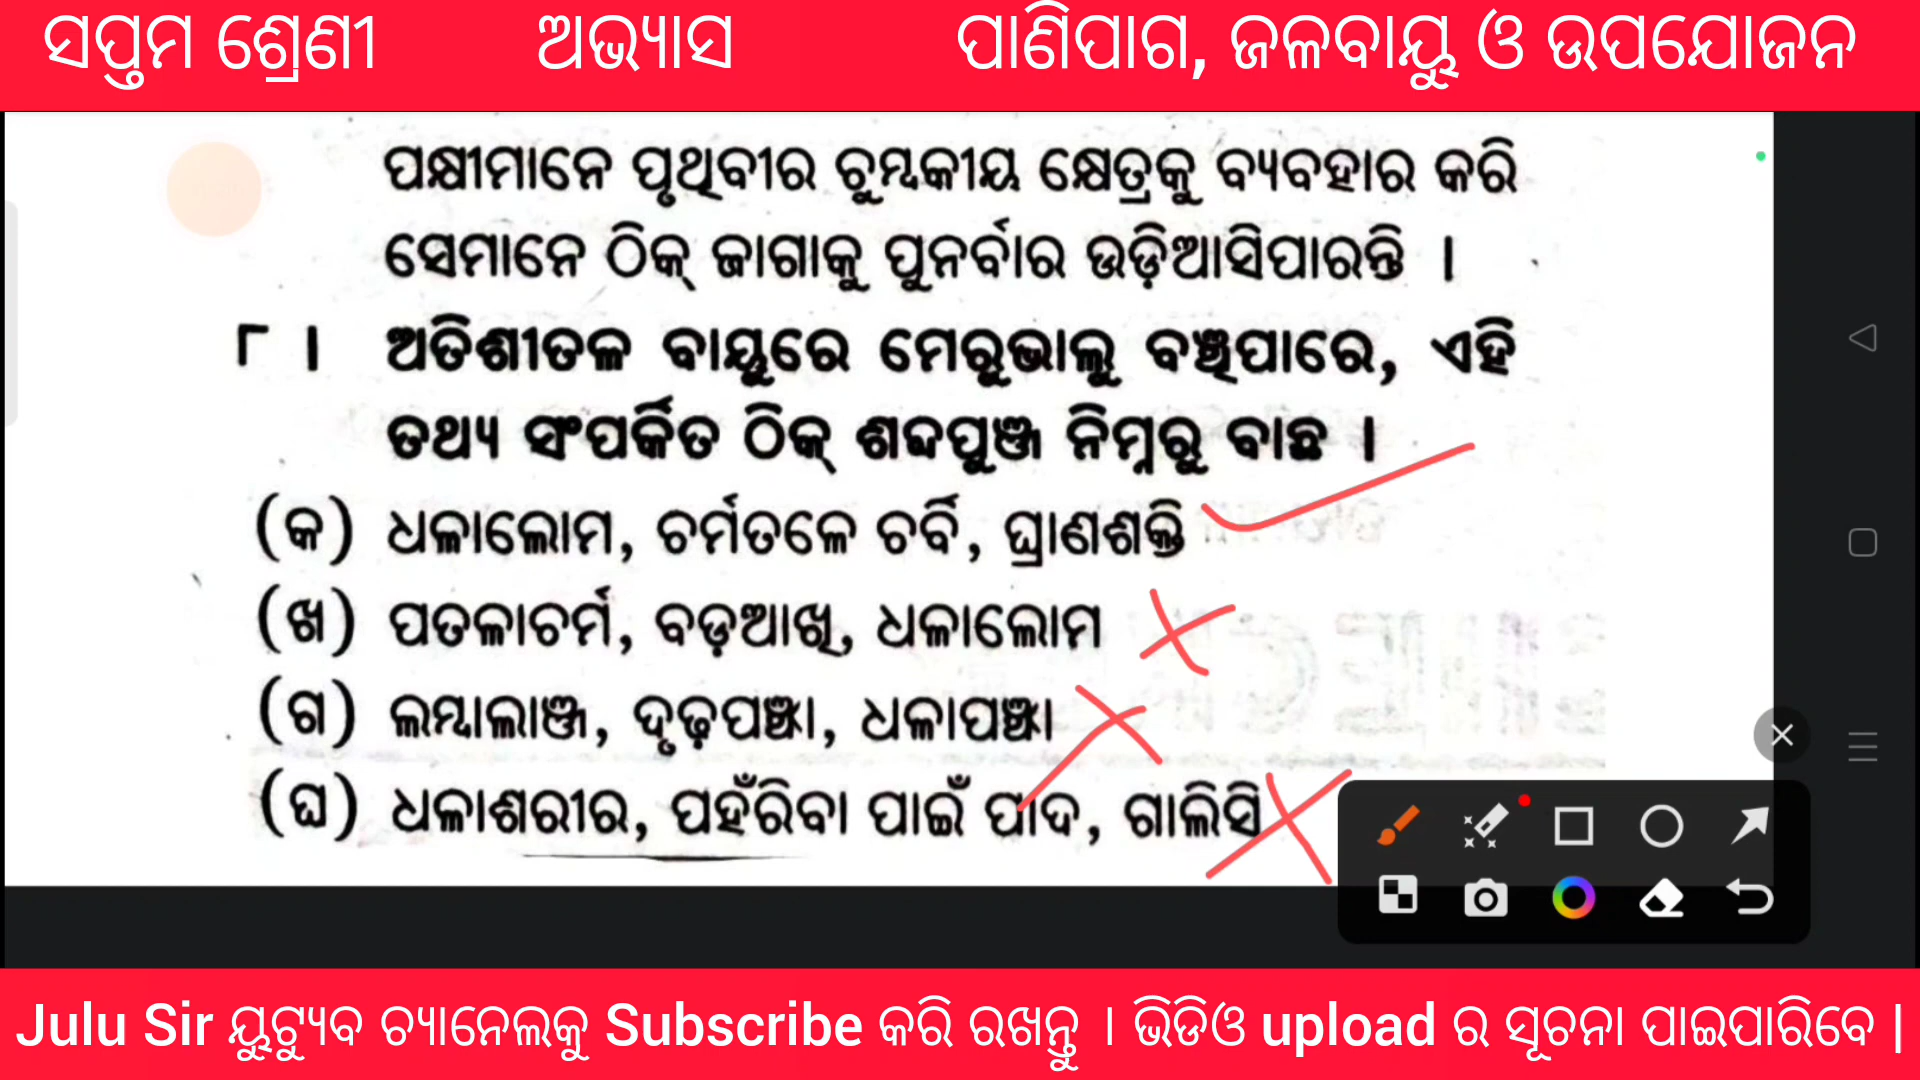 ସପ୍ତମ ଶ୍ରେଣୀ ଅଭ୍ୟାସ ପାଣିପାଗ, ଜଳବାୟୁ ଓ ଉପଯୋଜନ
ପକ୍ଷୀମାନେ ପୃଥିବୀର ଚୁମ୍ବକୀୟ କ୍ଷେତ୍ରକୁ ବ୍ୟବହାର କରି
ସେମାନେ ଠିକ୍ ଜାଗାକୁ ପୁନର୍ବାର ଉଡ଼ିଆସିପାରନ୍ତି ।
୮ । ଅତିଶୀତଳ ବାୟୁରେ ମେରୁଭାଲୁ ବଞ୍ଚିପାରେ, ଏହି
ତଥ୍ୟ ସଂପର୍କିତ ଠିକ୍ ଶବ୍ଦପୁଞ୍ଜ ନିମ୍ନରୁ ବାଛ ।
(କ) ଧଳାଲୋମ, ଚର୍ମତଳେ ଚର୍ବି, ଘ୍ରାଣଶକ୍ତି
(ଖ) ପତଳାଚର୍ମ, ବଡ଼ଆଖି, ଧଳାଲୋମ
(ଗ) ଲମ୍ବାଲାଞ୍ଜ, ଦୃଢ଼ପଞ୍ଝା, ଧଳାପଞ୍ଝା
(ଘ) ଧଳାଶରୀର, ପହଁରିବା ପାଇଁ ପାଦ, ଗାଲିସି
Julu Sir ୟୁଟ୍ୟୁବ ଚ୍ୟାନେଲକୁ Subscribe କରି ରଖନ୍ତୁ । ଭିଡିଓ upload ର ସୂଚନା ପାଇପାରିବେ |